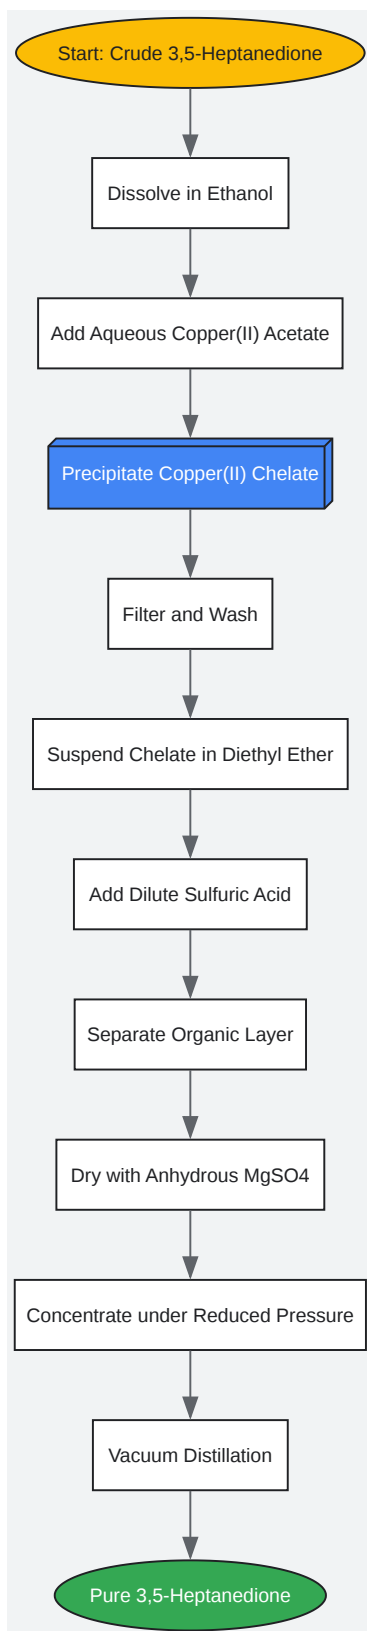 Start: Crude 3,5-Heptanedione
Dissolve in Ethanol
Add Aqueous Copper(II) Acetate
Precipitate Copper(II) Chelate
Filter and Wash
Suspend Chelate in Diethyl Ether
Add Dilute Sulfuric Acid
Separate Organic Layer
Dry with Anhydrous MgSO4
Concentrate under Reduced Pressure
Vacuum Distillation
Pure 3,5-Heptanedione